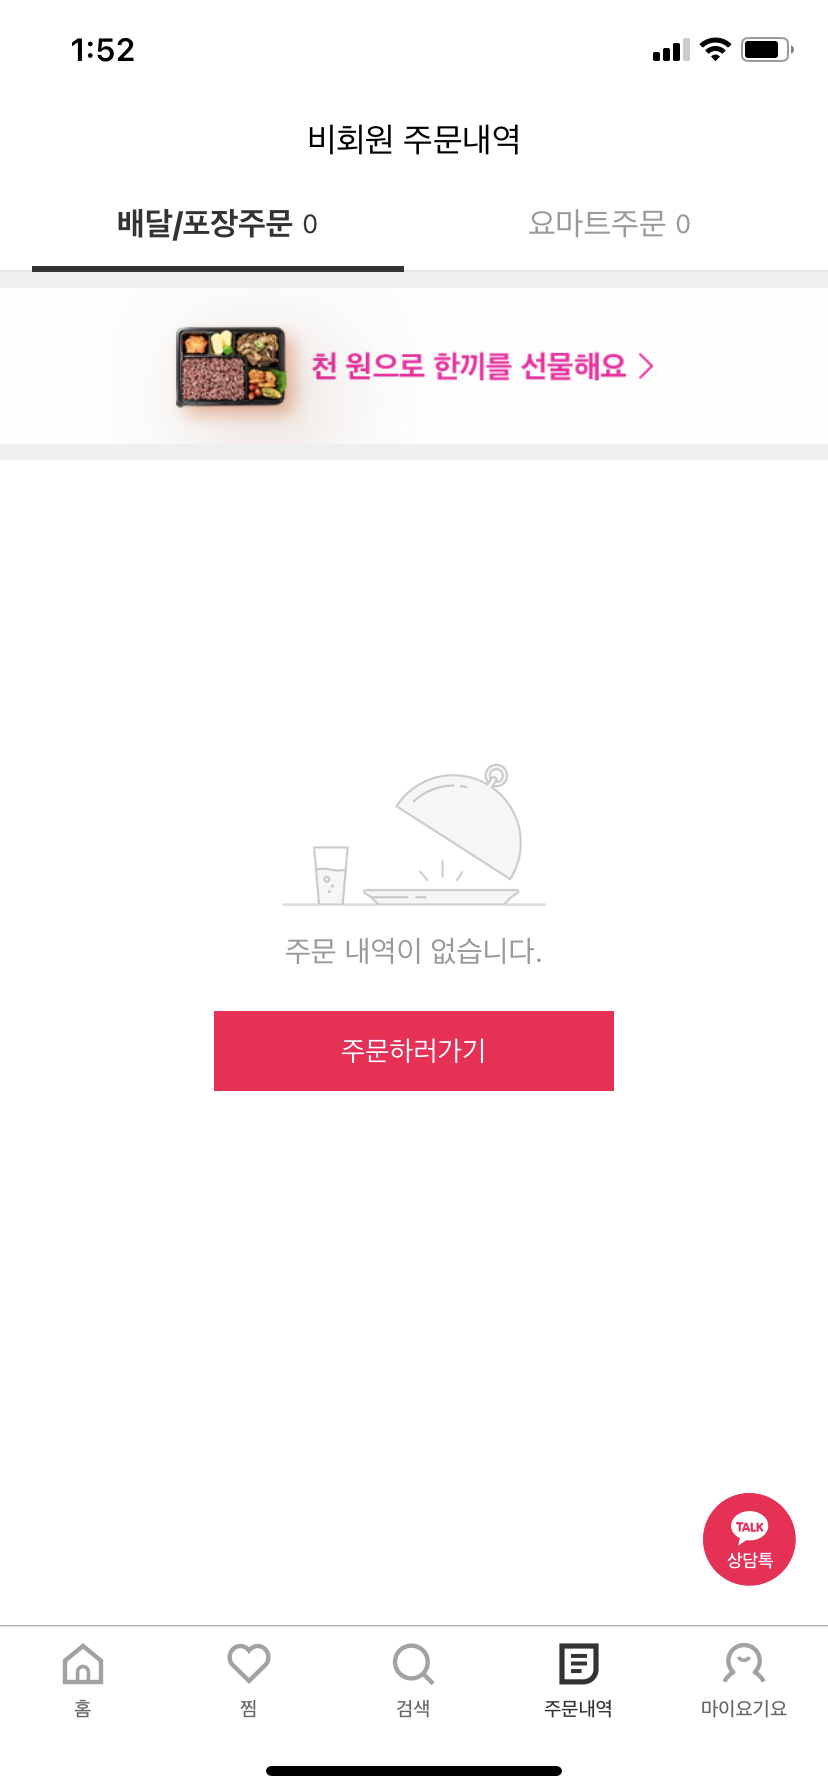 1:52
비회원 주문내역
배달/포장주문 0
요마트주문 0
천 원으로 한끼를 선물해요 >
주문 내역이 없습니다.
주문하러가기
TALK
상담톡
홈
찜
검색
주문내역
마이요기요